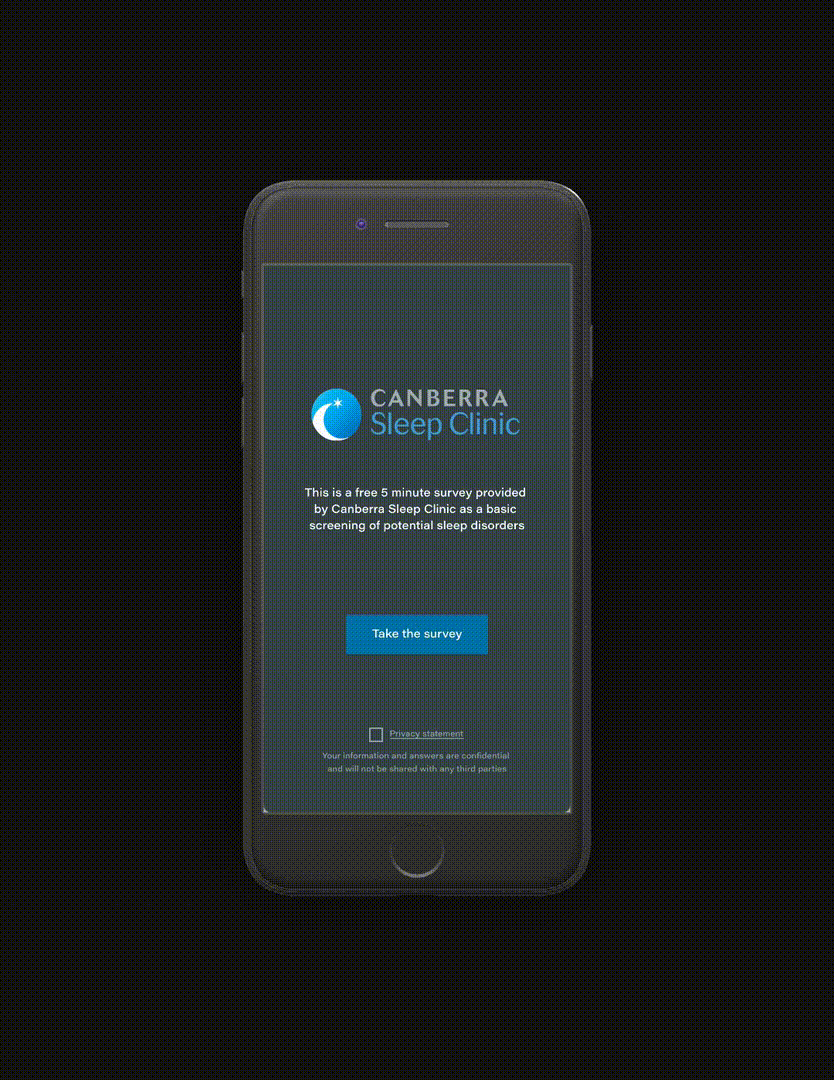 CANBERRA
Sleep Clinic
This is a free 5 minute survey provided
by Canberra Sleep Clinic as a basic
screening of potential sleep disorders
Take the survey
Privacy statement
Your information and answers are confidential
and will not be shared with any third parties